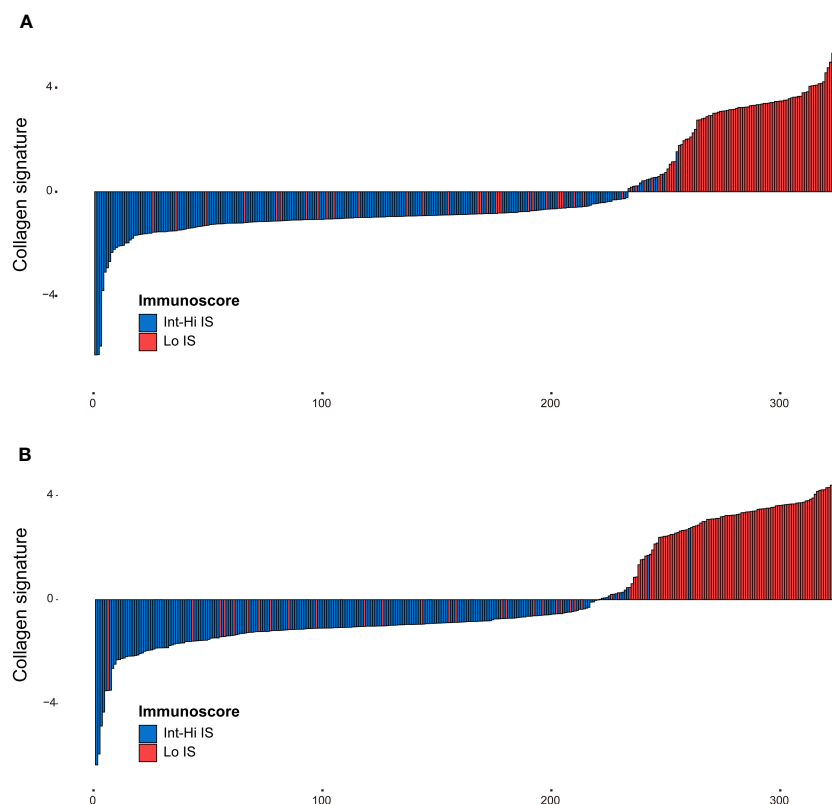 A
Collagen signature
4
0
−4
Immunoscore
Int-Hi IS
Lo IS
0 100 200 300
B
Collagen signature
4
0
−4
Immunoscore
Int-Hi IS
Lo IS
0 100 200 300